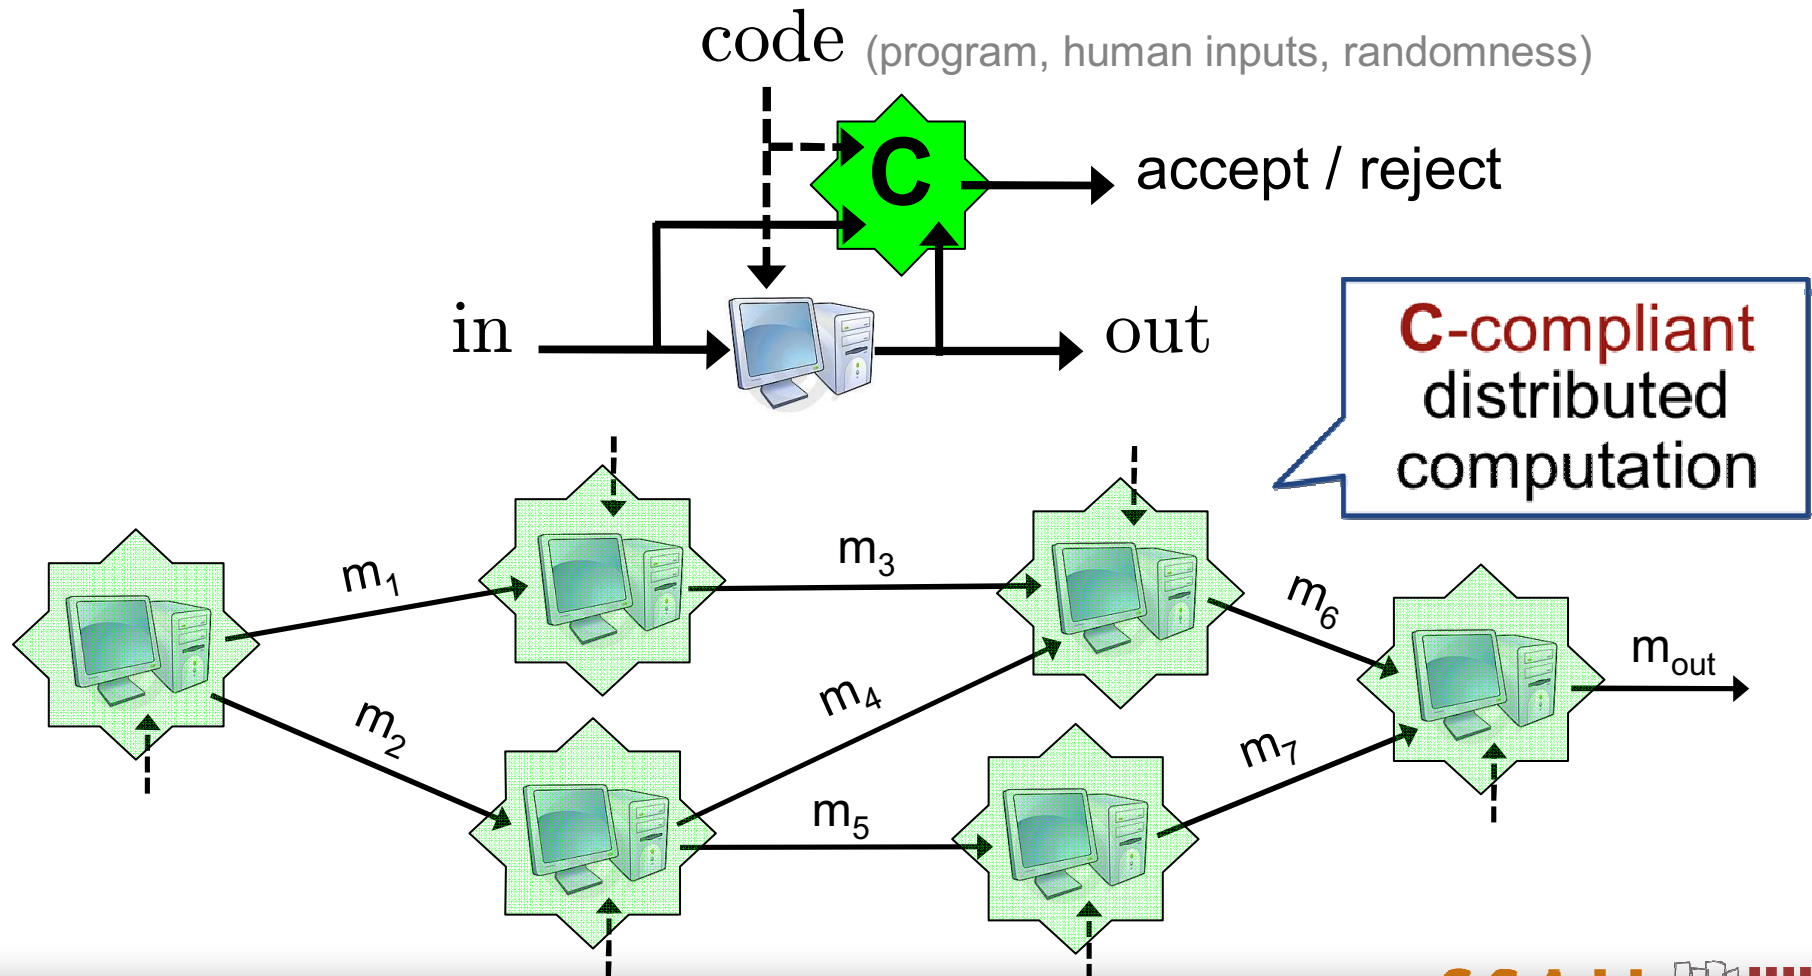 code (program, human inputs, randomness)
C
accept / reject
in
out
C-compliant
distributed
computation
m1
m3
m6
mout
m2
m4
m7
m5